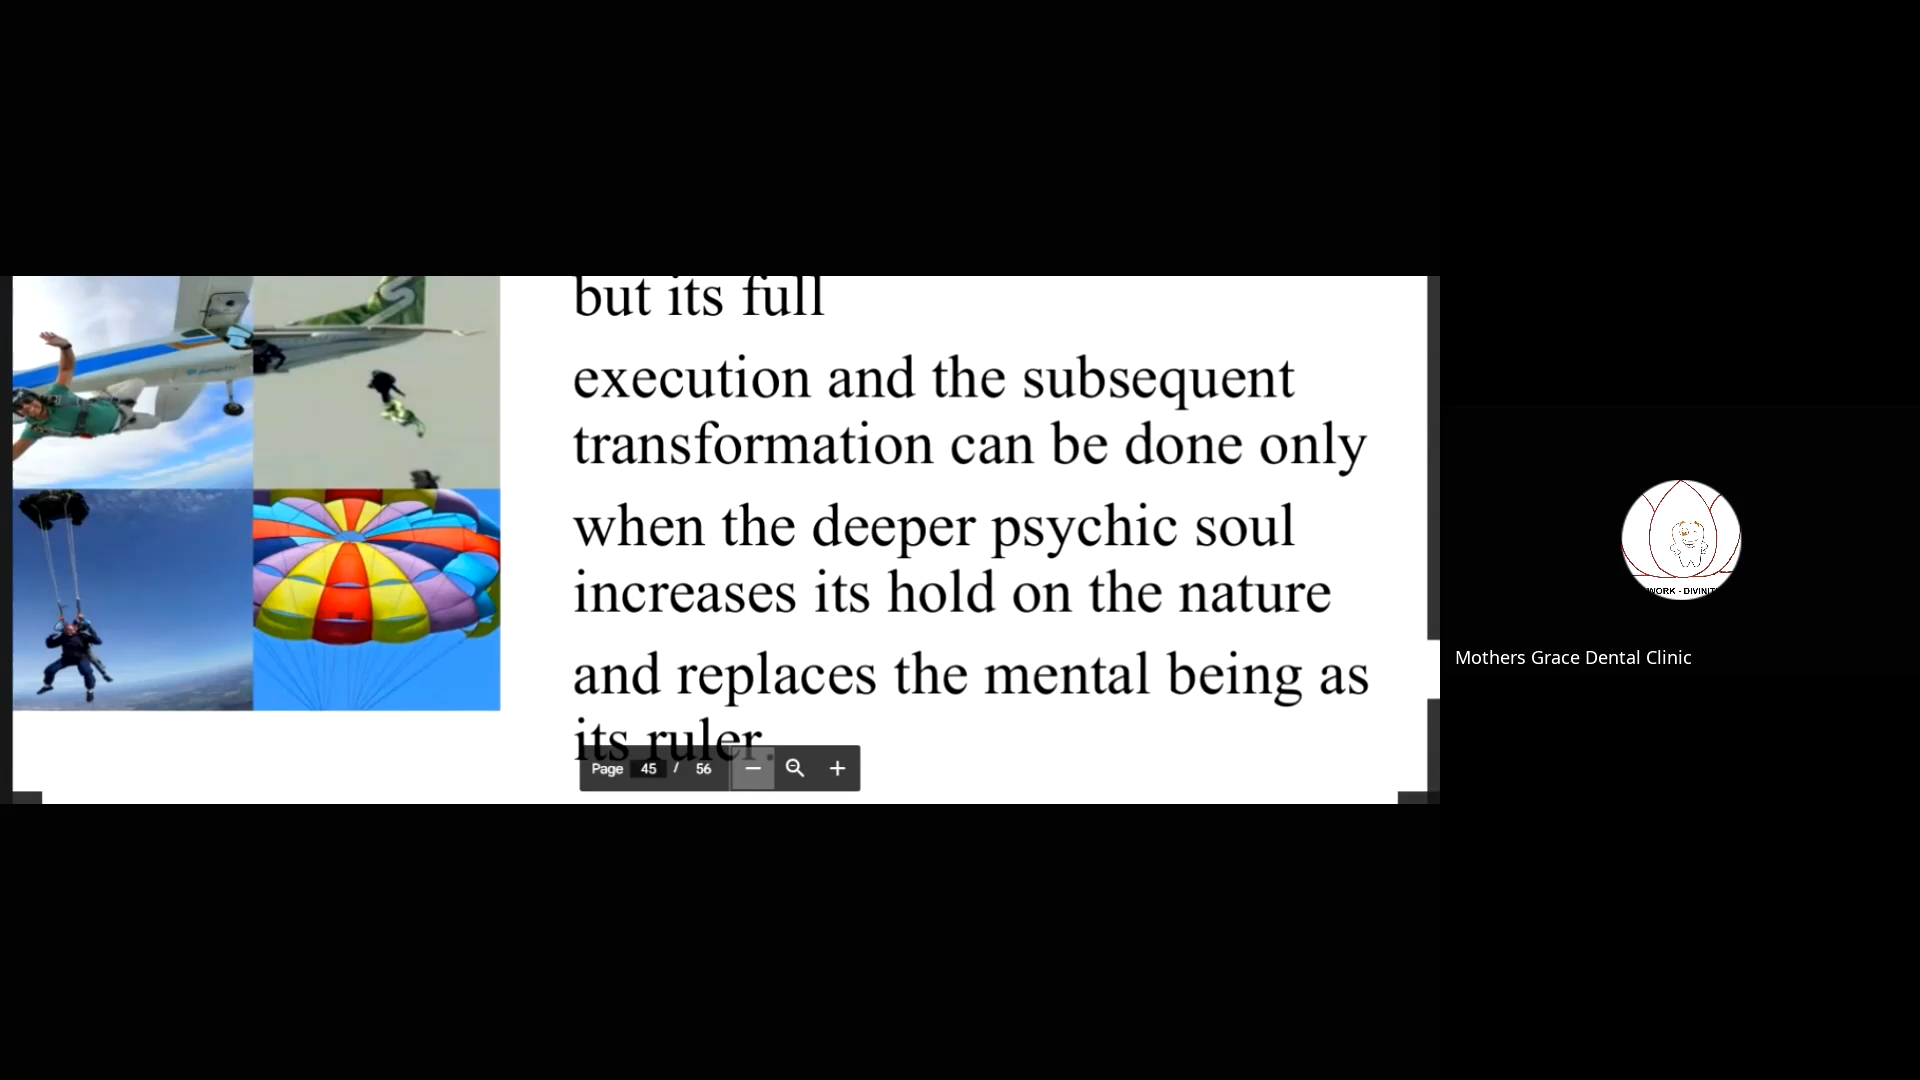 but its full
execution and the subsequent
transformation can be done only
when the deeper psychic soul
increases its hold on the nature
and replaces the mental being as
its ruler.
Page 45 / 56
WORK - DIVINIT
Mothers Grace Dental Clinic